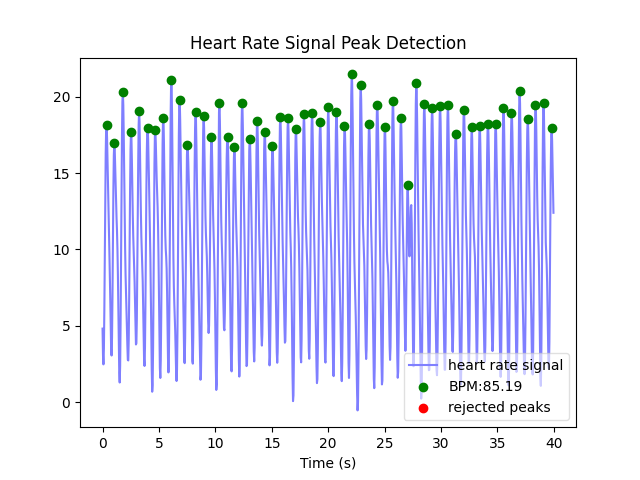 Heart Rate Signal Peak Detection
20
15
10
5
0
heart rate signal
BPM:85.19
rejected peaks
0 5 10 15 20 25 30 35 40
Time (s)